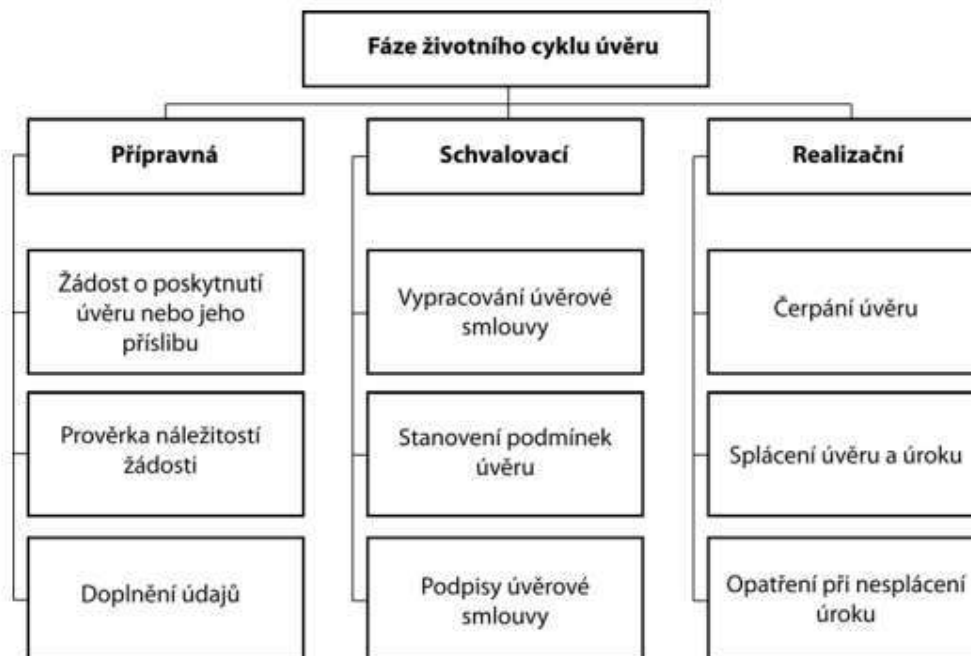 Fáze životního cyklu úvěru
Přípravná
Schvalovací
Realizační
Žádost o poskytnutí
úvěru nebo jeho
příslibu
Vypracování úvěrové
smlouvy
Čerpání úvěru
Prověrka náležitostí
žádosti
Stanovení podmínek
úvěru
Splácení úvěru a úroku
Doplnění údajů
Podpisy úvěrové
smlouvy
Opatření při nesplácení
úroku